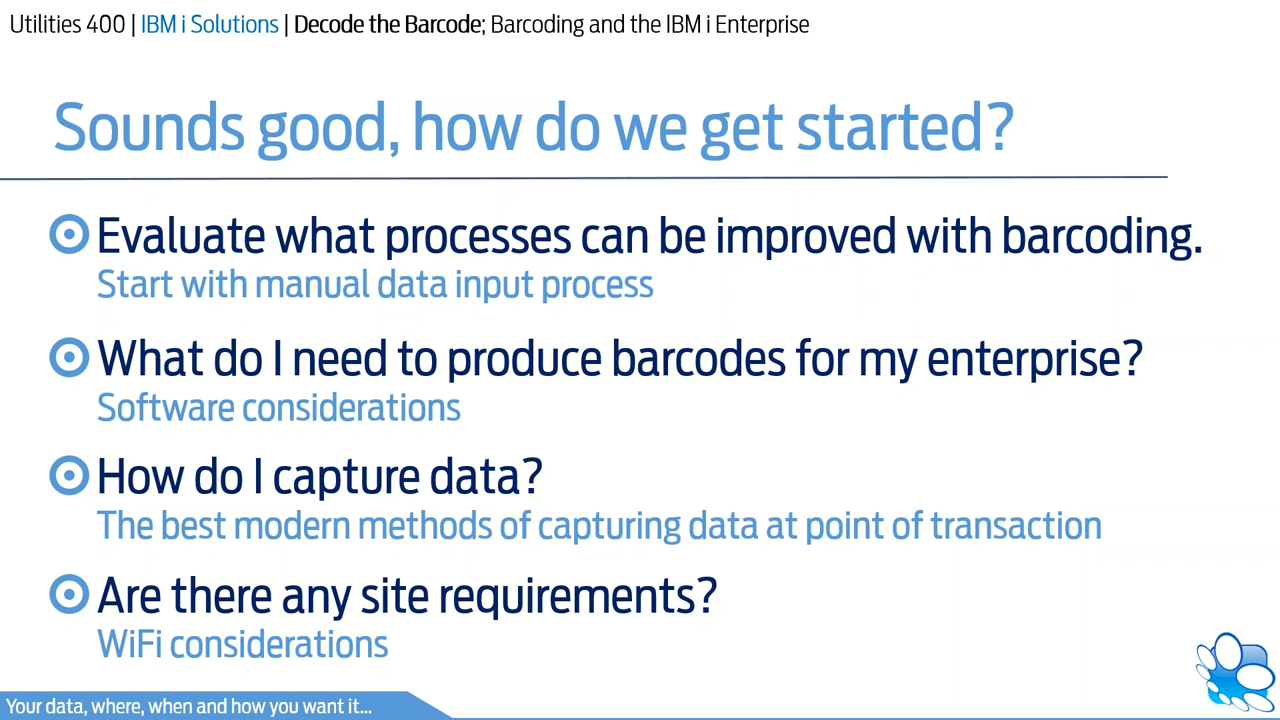 Utilities 400 | IBM i Solutions | Decode the Barcode; Barcoding and the IBM i Enterprise
Sounds good, how do we get started?
Evaluate what processes can be improved with barcoding.
Start with manual data input process
What do I need to produce barcodes for my enterprise?
Software considerations
How do I capture data?
The best modern methods of capturing data at point of transaction
Are there any site requirements?
WiFi considerations
Your data, where, when and how you want it...